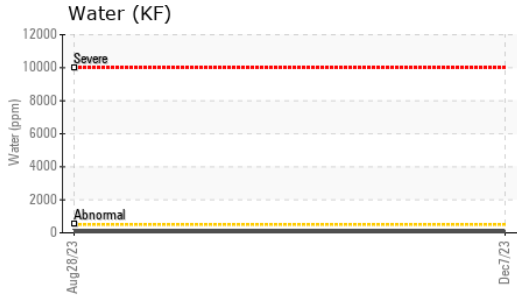 Water (KF)
Water (ppm)
12000
10000
8000
6000
4000
2000
0
Severe
Abnormal
Aug28/23
Dec7/23